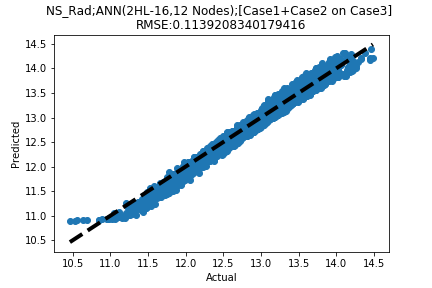 NS_Rad;ANN(2HL-16,12 Nodes);[Case1+Case2 on Case3]
RMSE:0.1139208340179416
14.5
14.0
13.5
13.0
12.5
12.0
11.5
11.0
10.5
Predicted
10.5 11.0 11.5 12.0 12.5 13.0 13.5 14.0 14.5
Actual